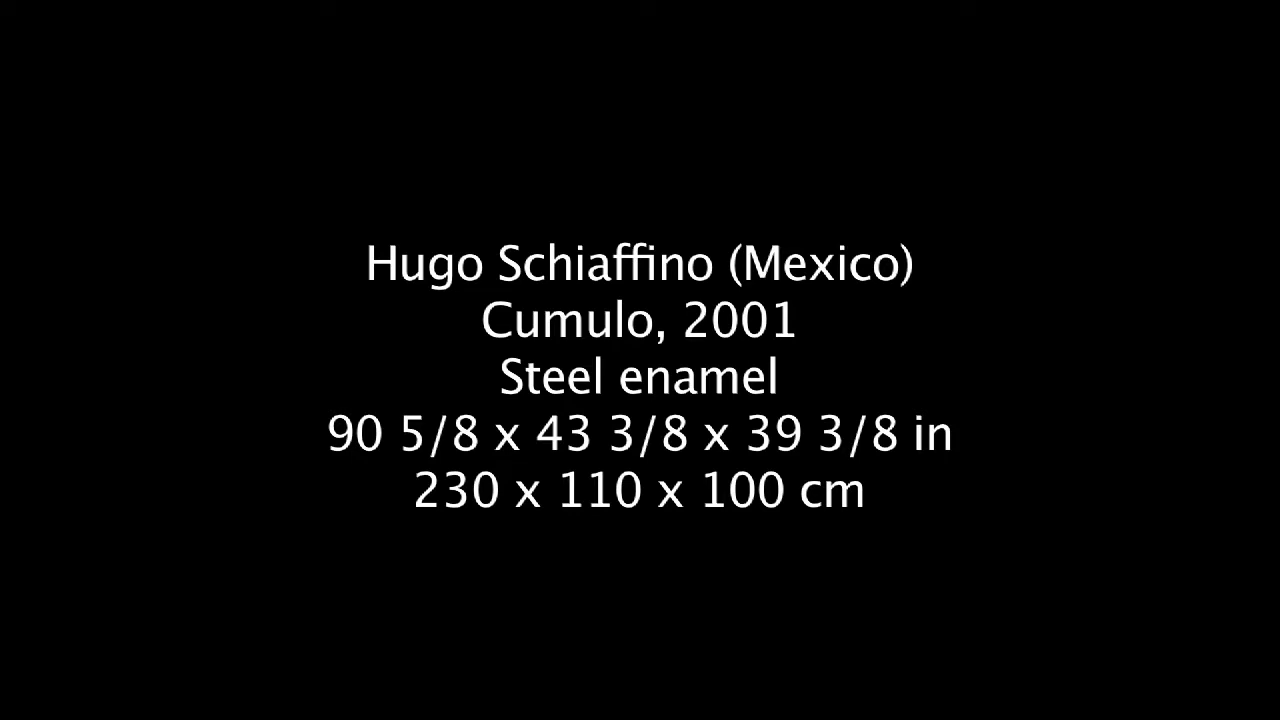 Hugo Schiaffino (Mexico)
Cumulo, 2001
Steel enamel
90 5/8 x 43 3/8 x 39 3/8 in
230 x 110 x 100 cm